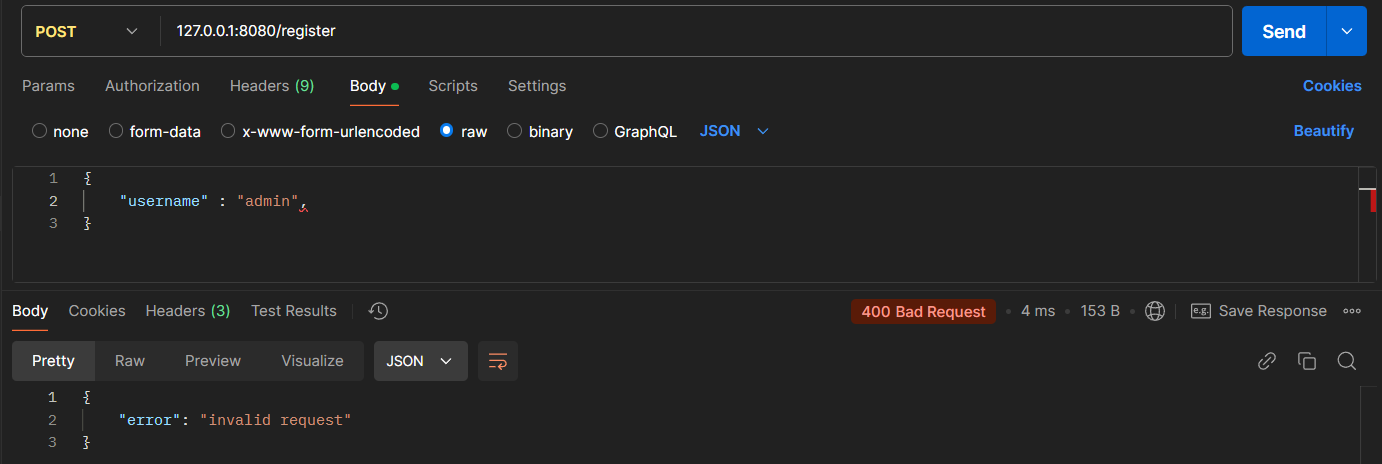 POST 127.0.0.1:8080/register Send
Params Authorization Headers (9) Body Scripts Settings Cookies
none form-data x-www-form-urlencoded raw binary GraphQL JSON Beautify
1 {
2 "username" : "admin",
3 }
Body Cookies Headers (3) Test Results 400 Bad Request • 4 ms • 153 B • e.g. Save Response
Pretty Raw Preview Visualize JSON
1 {
2 "error": "invalid request"
3 }